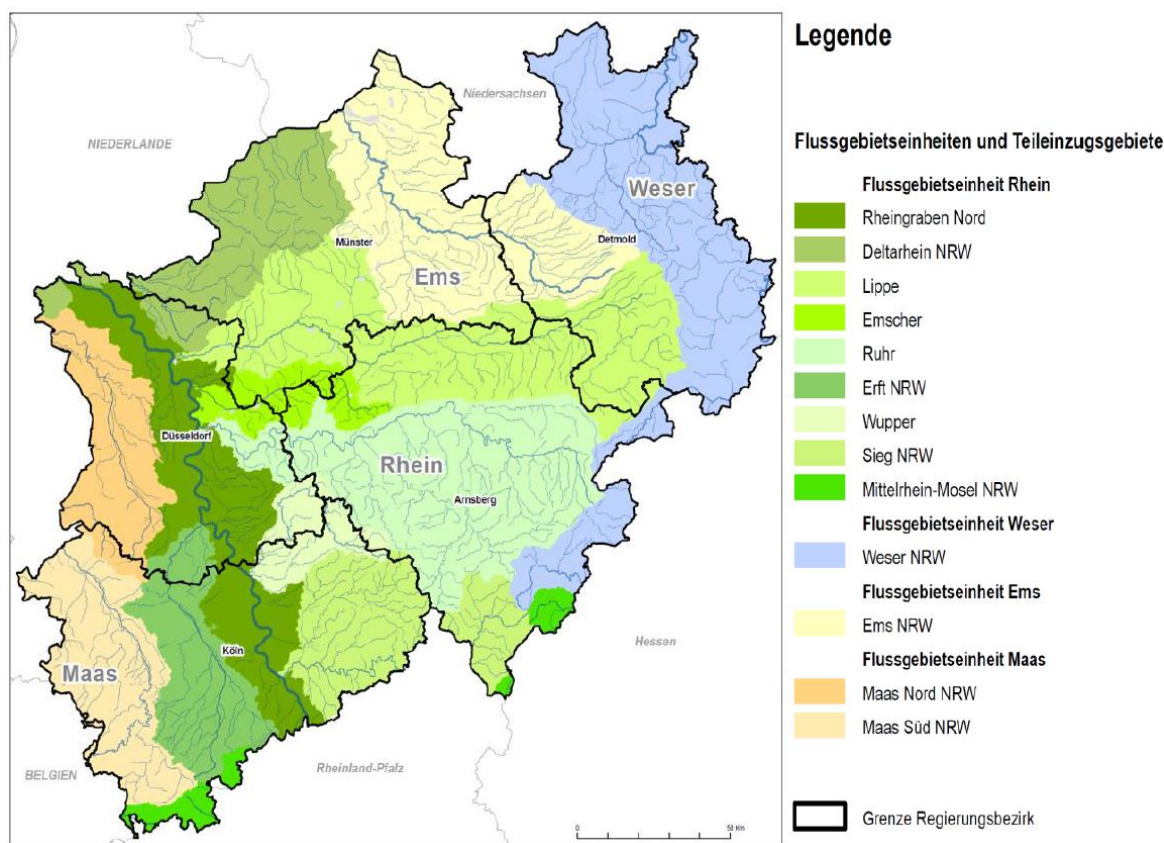 Legende
Flussgebietseinheiten und Teileinzugsgebiete
Flussgebietseinheit Rhein
Rheingraben Nord
Deltarhein NRW
Lippe
Emscher
Ruhr
Erft NRW
Wupper
Sieg NRW
Mittelrhein-Mosel NRW
Flussgebietseinheit Weser
Weser NRW
Flussgebietseinheit Ems
Ems NRW
Flussgebietseinheit Maas
Maas Nord NRW
Maas Süd NRW
Grenze Regierungsbezirk
Niedersachsen
NIEDERLANDE
Weser
Münster
Detmold
Ems
Düsseldorf
Rhein
Arnsberg
Hessen
Köln
Maas
BELGIEN
Rheinland-Pfalz
0
50 Km